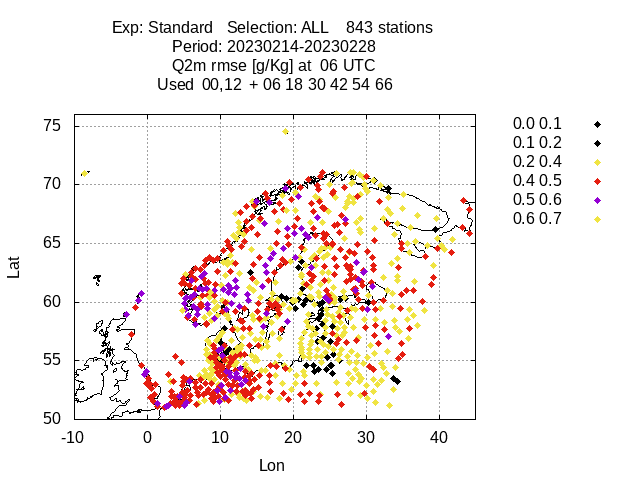 Exp: Standard Selection: ALL 843 stations
Period: 20230214-20230228
Q2m rmse [g/Kg] at 06 UTC
Used 00,12 + 06 18 30 42 54 66
75
70
65
60
55
50
Lat
-10 0 10 20 30 40
Lon
0.0 0.1
0.1 0.2
0.2 0.4
0.4 0.5
0.5 0.6
0.6 0.7